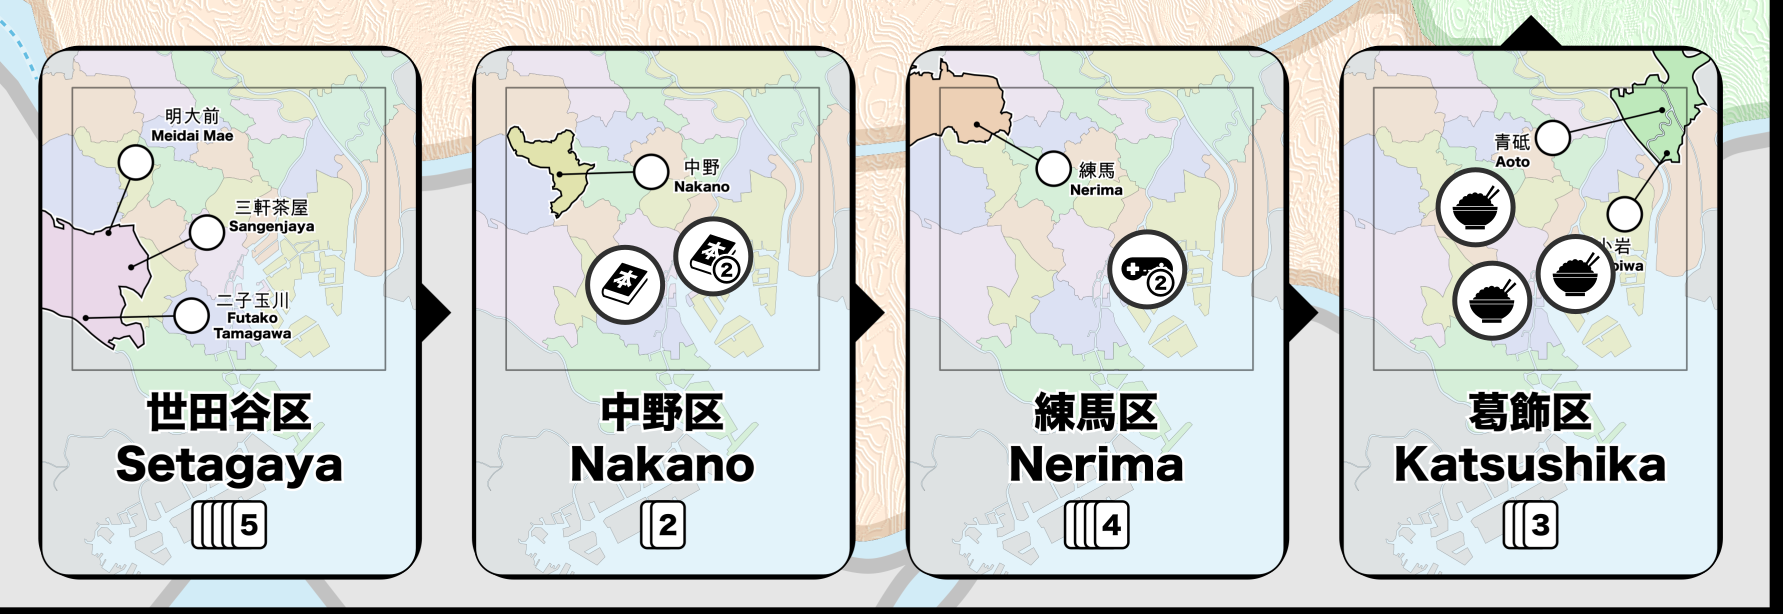 明大前
Meidai Mae
三軒茶屋
Sangenjaya
二子玉川
Futako
Tamagawa
世田谷区
Setagaya
5
中野
Nakano
本
本
2
中野区
Nakano
2
練馬
Nerima
2
練馬区
Nerima
4
青砥
Aoto
岩
iwa
葛飾区
Katsushika
3